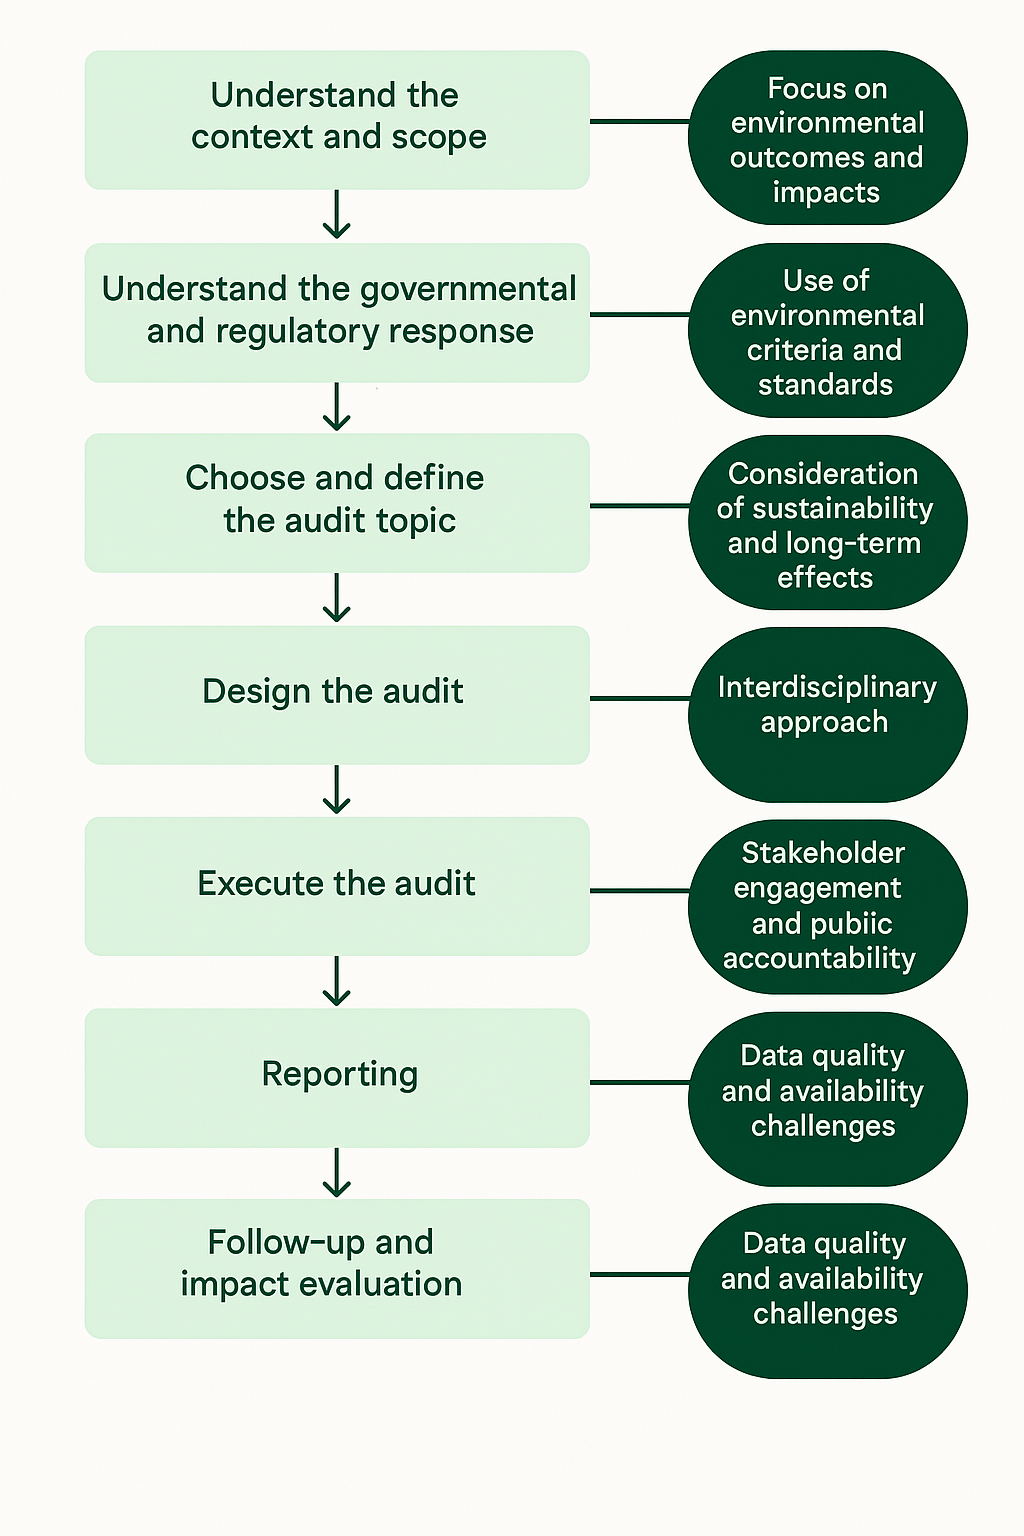 Understand the
context and scope
Focus on
environmental
outcomes and
impacts
Understand the governmental
and regulatory response
Use of
environmental
criteria and
standards
Choose and define
the audit topic
Consideration
of sustainability
and long-term
effects
Design the audit
Interdisciplinary
approach
Execute the audit
Stakeholder
engagement
and pubiic
accountability
Reporting
Data quality
and availability
challenges
Follow-up and
impact evaluation
Data quality
and availability
challenges